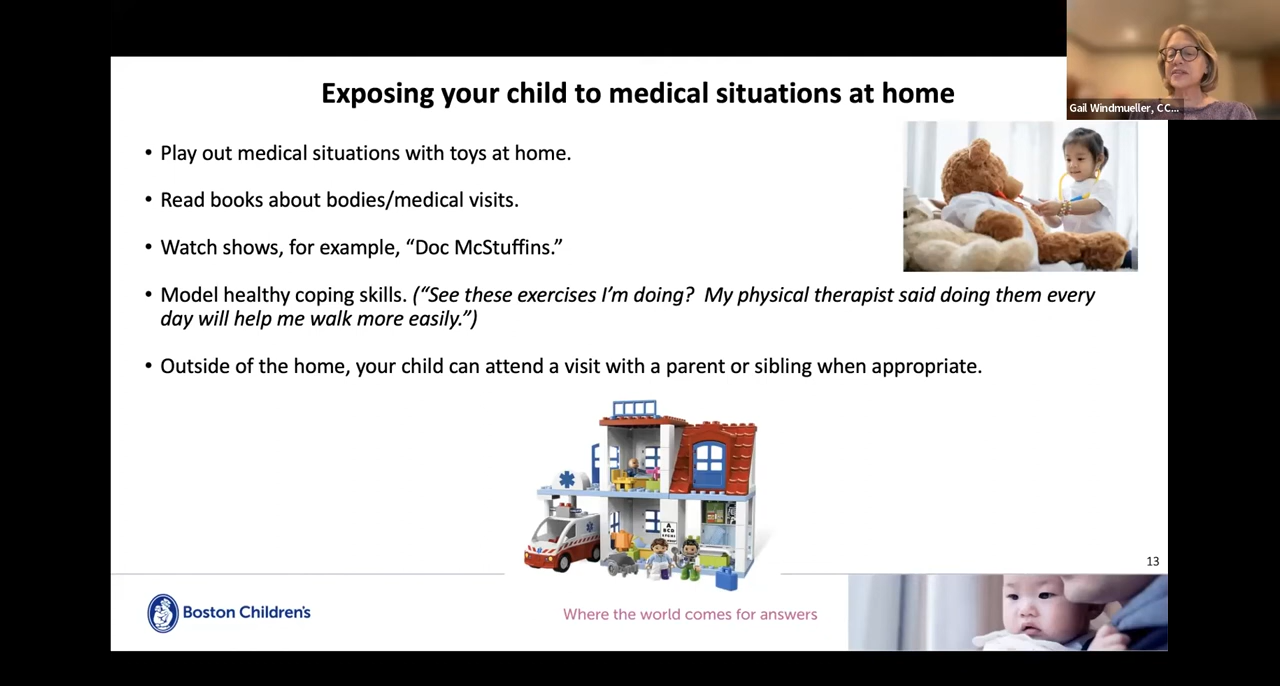 Exposing your child to medical situations at home
Gail Windmueller, CC...
• Play out medical situations with toys at home.
• Read books about bodies/medical visits.
• Watch shows, for example, “Doc McStuffins.”
• Model healthy coping skills. (“See these exercises I’m doing?  My physical therapist said doing them every
day will help me walk more easily.”)
• Outside of the home, your child can attend a visit with a parent or sibling when appropriate.
13
Boston Children's
Where the world comes for answers